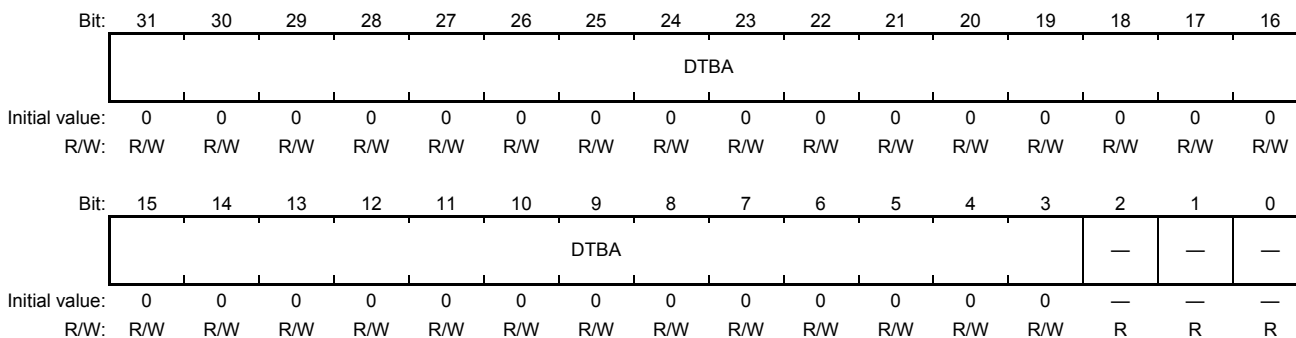 Bit: 31 30 29 28 27 26 25 24 23 22 21 20 19 18 17 16
DTBA
Initial value: 0 0 0 0 0 0 0 0 0 0 0 0 0 0 0 0
R/W: R/W R/W R/W R/W R/W R/W R/W R/W R/W R/W R/W R/W R/W R/W R/W R/W
Bit: 15 14 13 12 11 10 9 8 7 6 5 4 3 2 1 0
DTBA — — —
Initial value: 0 0 0 0 0 0 0 0 0 0 0 0 0 — — —
R/W: R/W R/W R/W R/W R/W R/W R/W R/W R/W R/W R/W R/W R/W R R R